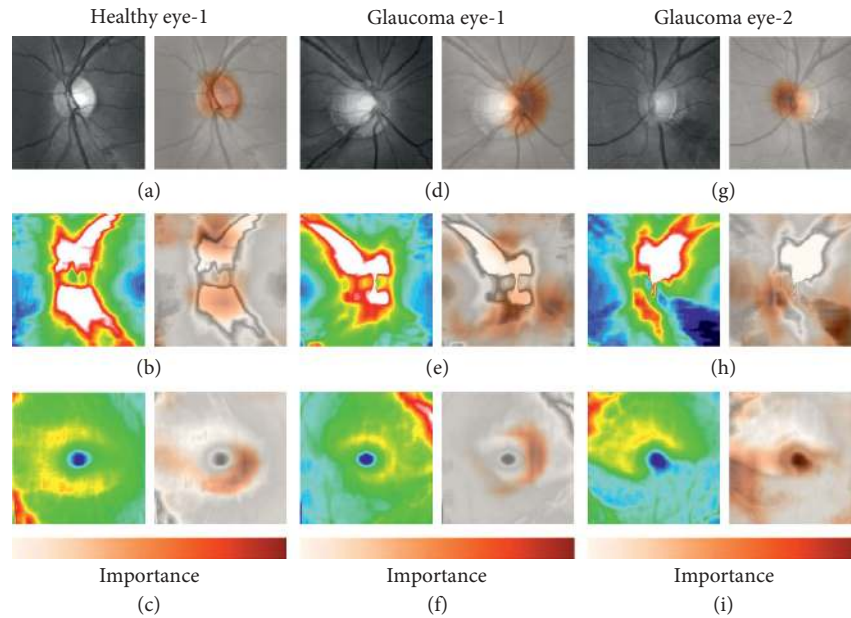 Healthy eye-1 Glaucoma eye-1 Glaucoma eye-2
(a) (d) (g)
(b) (e) (h)
Importance Importance Importance
(c) (f) (i)